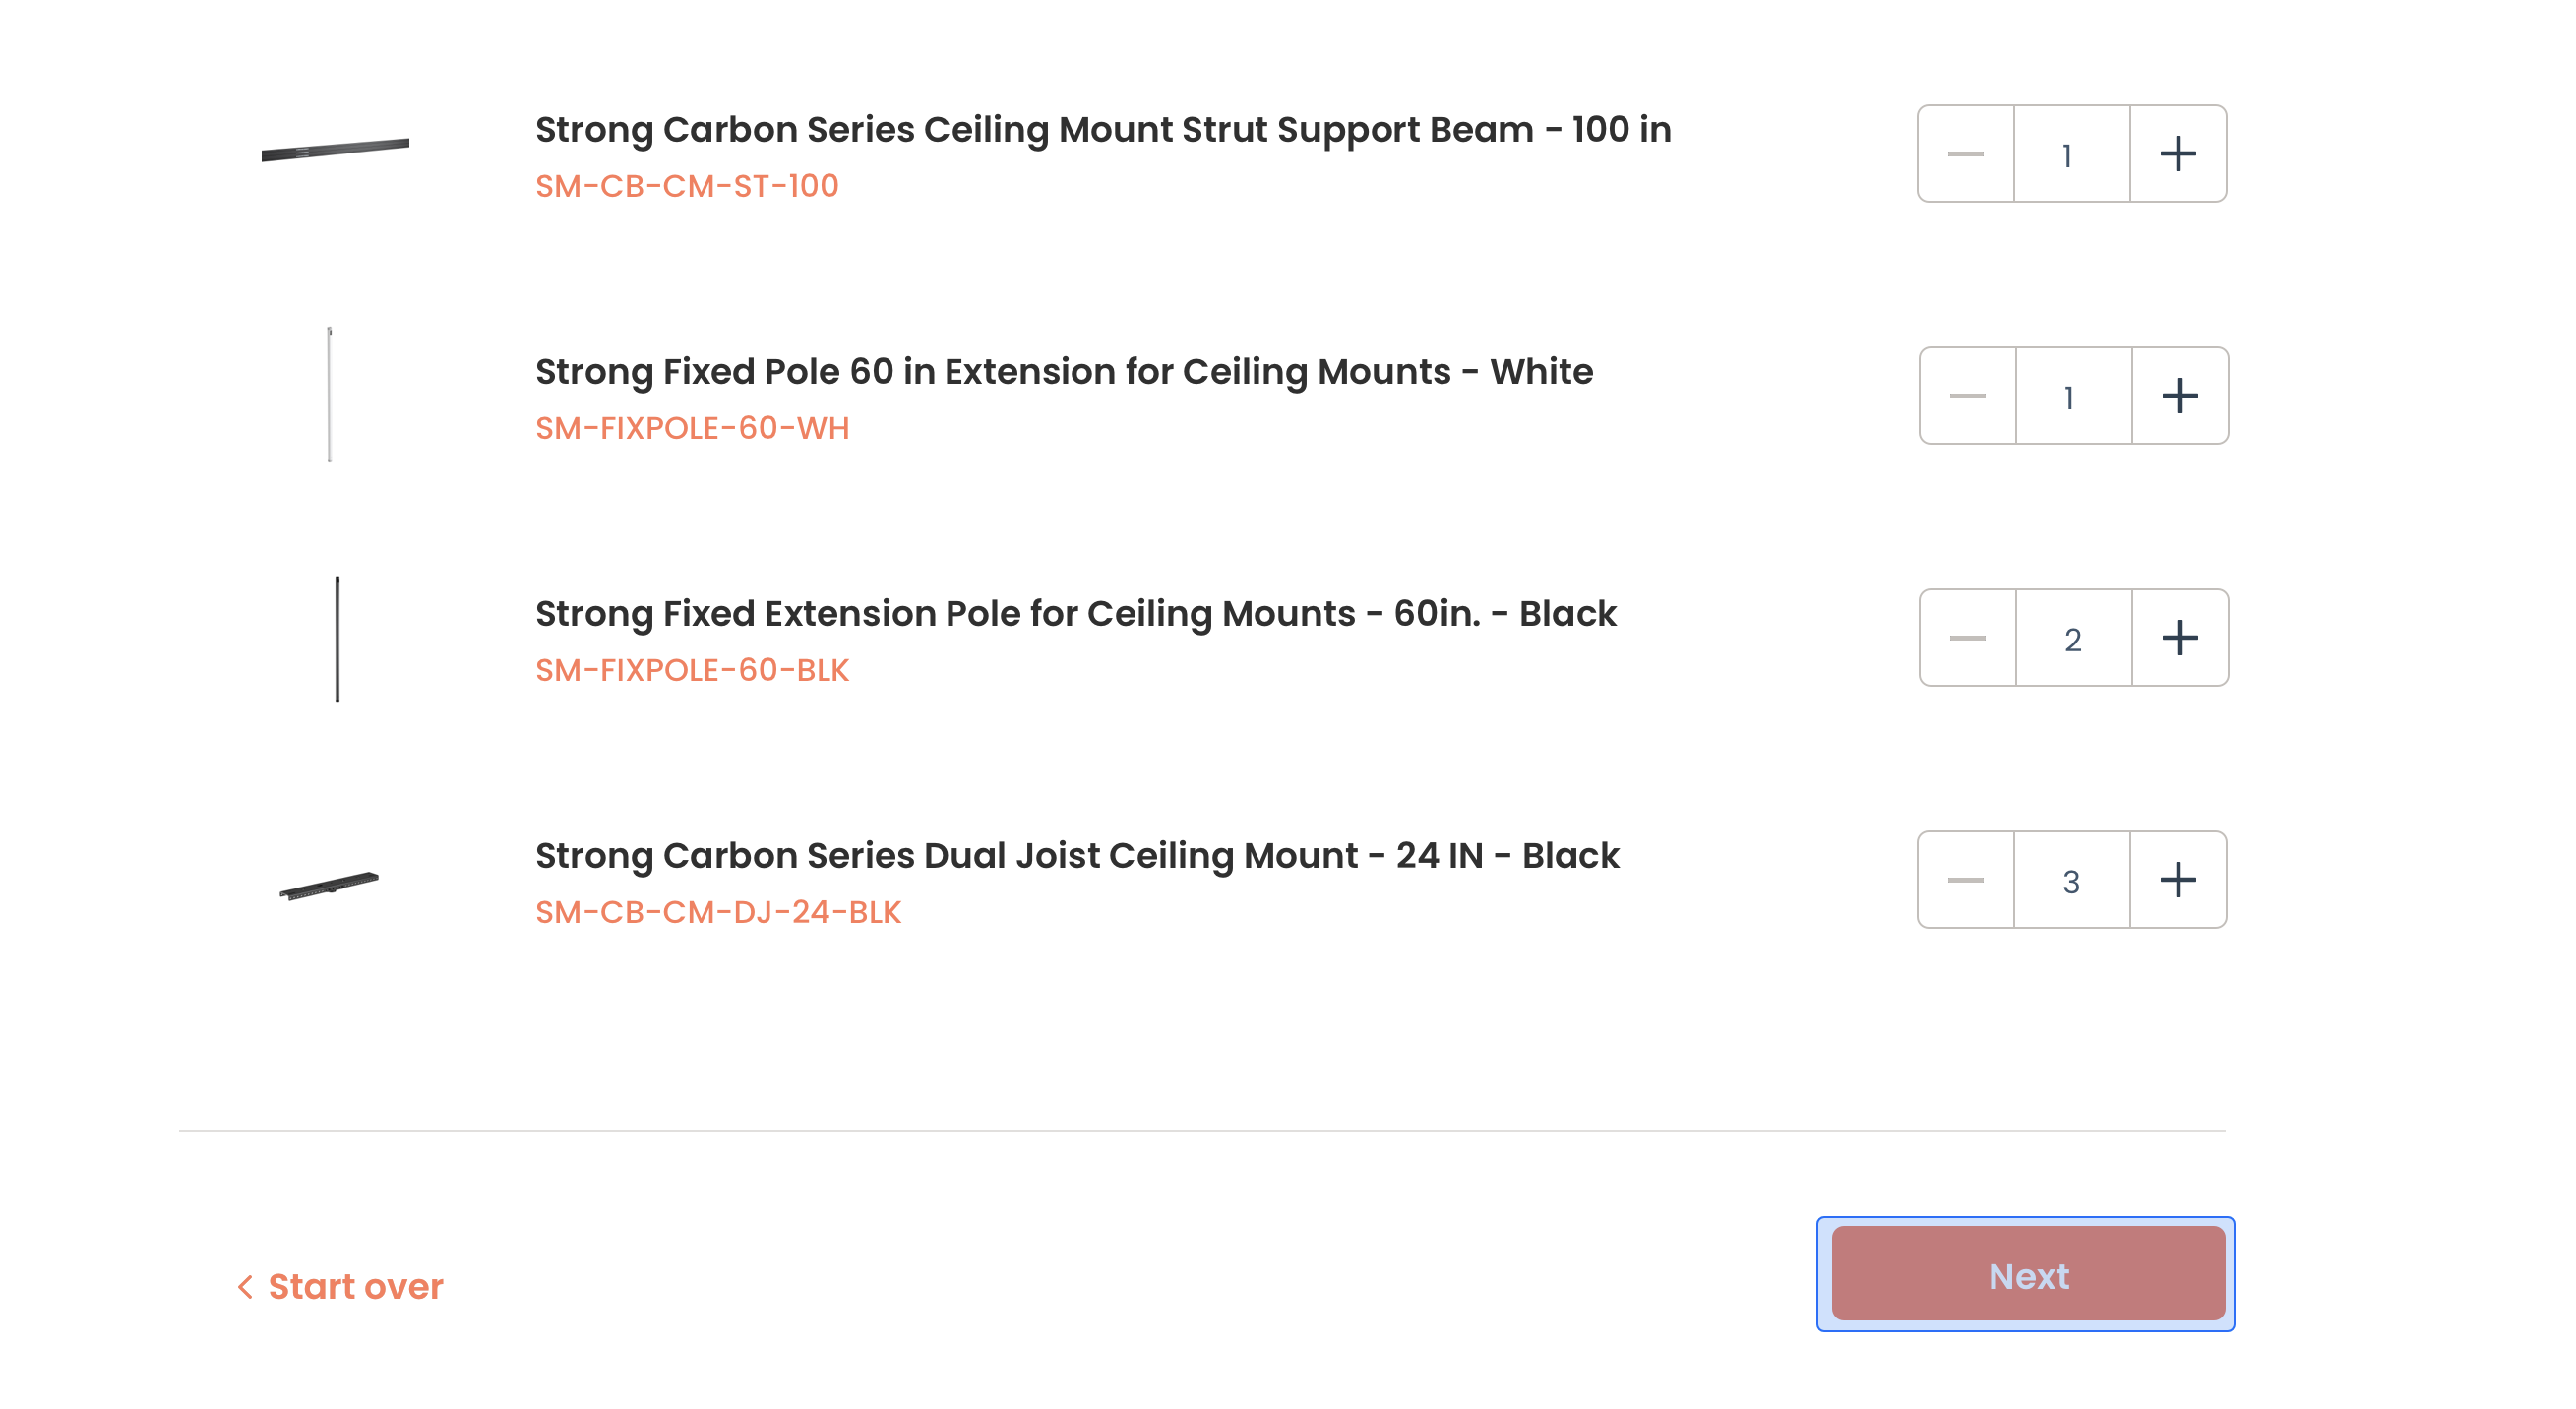 Strong Carbon Series Ceiling Mount Strut Support Beam - 100 in
SM-CB-CM-ST-100
1
Strong Fixed Pole 60 in Extension for Ceiling Mounts - White
SM-FIXPOLE-60-WH
1
Strong Fixed Extension Pole for Ceiling Mounts - 60in. - Black
SM-FIXPOLE-60-BLK
2
Strong Carbon Series Dual Joist Ceiling Mount - 24 IN - Black
SM-CB-CM-DJ-24-BLK
3
Start over
Next